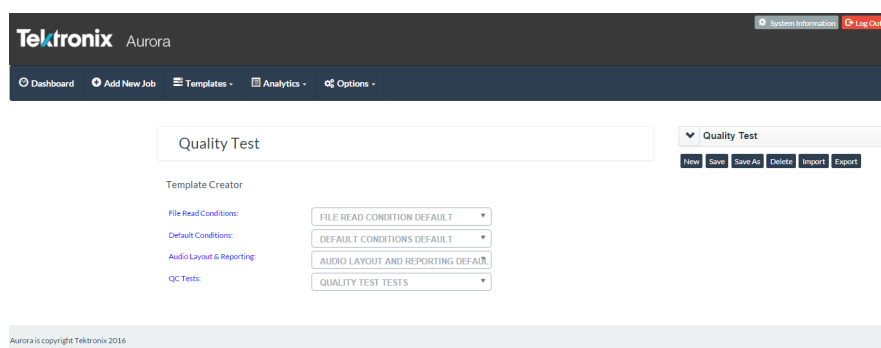 System Information Log Out
Tektronix Aurora
Dashboard Add New Job Templates Analytics Options
Quality Test
Quality Test
New Save Save As Delete Import Export
Template Creator
File Read Conditions: FILE READ CONDITION DEFAULT
Default Conditions: DEFAULT CONDITIONS DEFAULT
Audio Layout & Reporting: AUDIO LAYOUT AND REPORTING DEFAUL
QC Tests: QUALITY TEST TESTS
Aurora is copyright Tektronix 2016